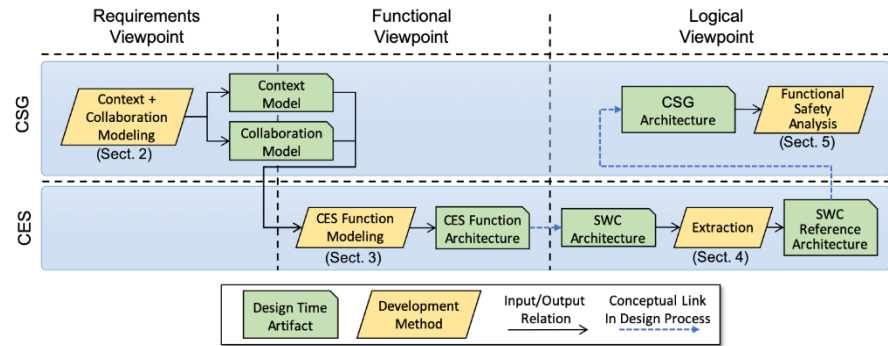 Requirements
Viewpoint
Functional
Viewpoint
Logical
Viewpoint
CSG
Context +
Collaboration
Modeling
(Sect. 2)
Context
Model
Collaboration
Model
CSG
Architecture
Functional
Safety
Analysis
(Sect. 5)
CES
CES Function
Modeling
(Sect. 3)
CES Function
Architecture
SWC
Architecture
Extraction
(Sect. 4)
SWC
Reference
Architecture
Design Time
Artifact
Development
Method
Input/Output
Relation
Conceptual Link
In Design Process